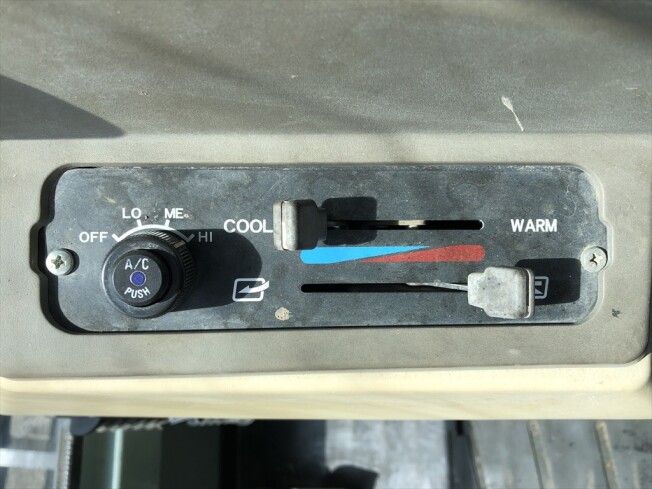 LO ME.
OFF HI
A/C
PUSH
COOL WARM